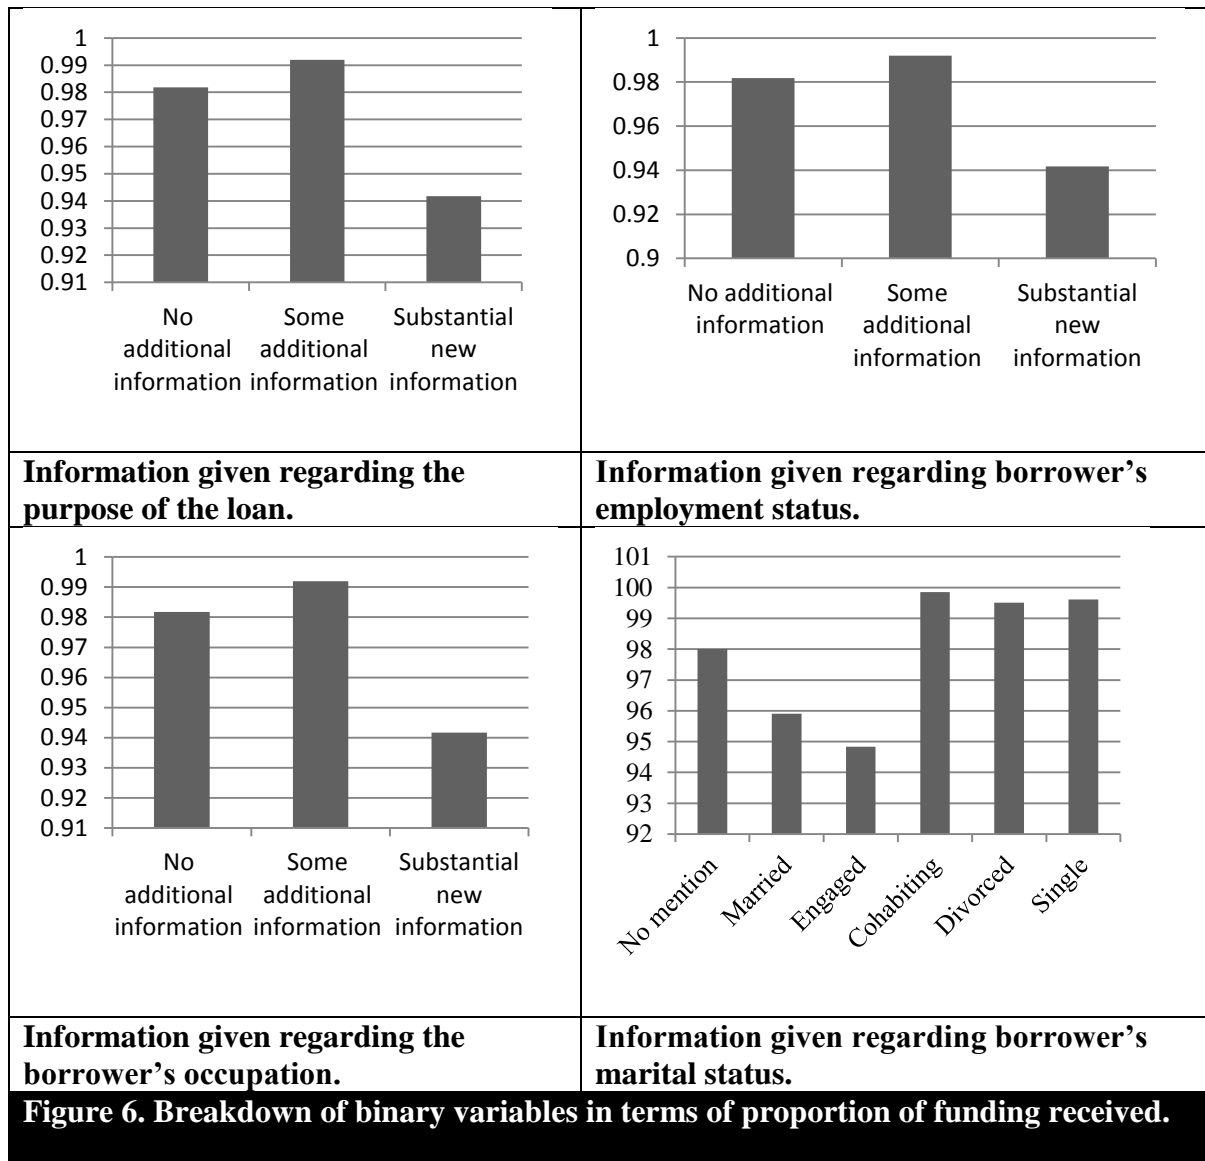 1
0.99
0.98
0.97
0.96
0.95
0.94
0.93
0.92
0.91
No
additional
information
Some
additional
information
Substantial
new
information
1
0.98
0.96
0.94
0.92
0.9
No additional
information
Some
additional
information
Substantial
new
information
Information given regarding the
purpose of the loan.
Information given regarding borrower’s
employment status.
1
0.99
0.98
0.97
0.96
0.95
0.94
0.93
0.92
0.91
No
additional
information
Some
additional
information
Substantial
new
information
101
100
99
98
97
96
95
94
93
92
No mention
Married
Engaged
Cohabiting
Divorced
Single
Information given regarding the
borrower’s occupation.
Information given regarding borrower’s
marital status.
Figure 6. Breakdown of binary variables in terms of proportion of funding received.